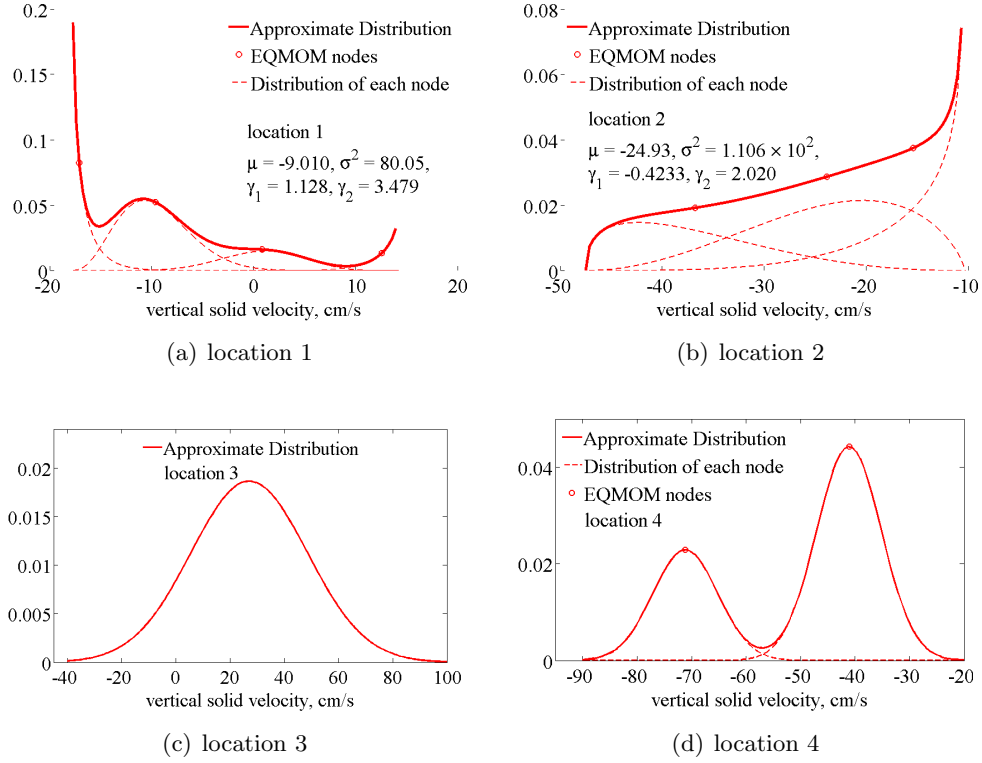 0.2
0.15
0.1
0.05
0
-20
-10
0
10
20
Approximate Distribution
EQMOM nodes
Distribution of each node
location 1
μ = -9.010, σ² = 80.05,
γ₁ = 1.128, γ₂ = 3.479
vertical solid velocity, cm/s
(a) location 1
0.08
0.06
0.04
0.02
0
-50
-40
-30
-20
-10
Approximate Distribution
EQMOM nodes
Distribution of each node
location 2
μ = -24.93, σ² = 1.106 × 10²,
γ₁ = -0.4233, γ₂ = 2.020
vertical solid velocity, cm/s
(b) location 2
0.02
0.015
0.01
0.005
0
-40
-20
0
20
40
60
80
100
Approximate Distribution
location 3
vertical solid velocity, cm/s
(c) location 3
0.04
0.02
0
-90
-80
-70
-60
-50
-40
-30
-20
Approximate Distribution
Distribution of each node
EQMOM nodes
location 4
vertical solid velocity, cm/s
(d) location 4